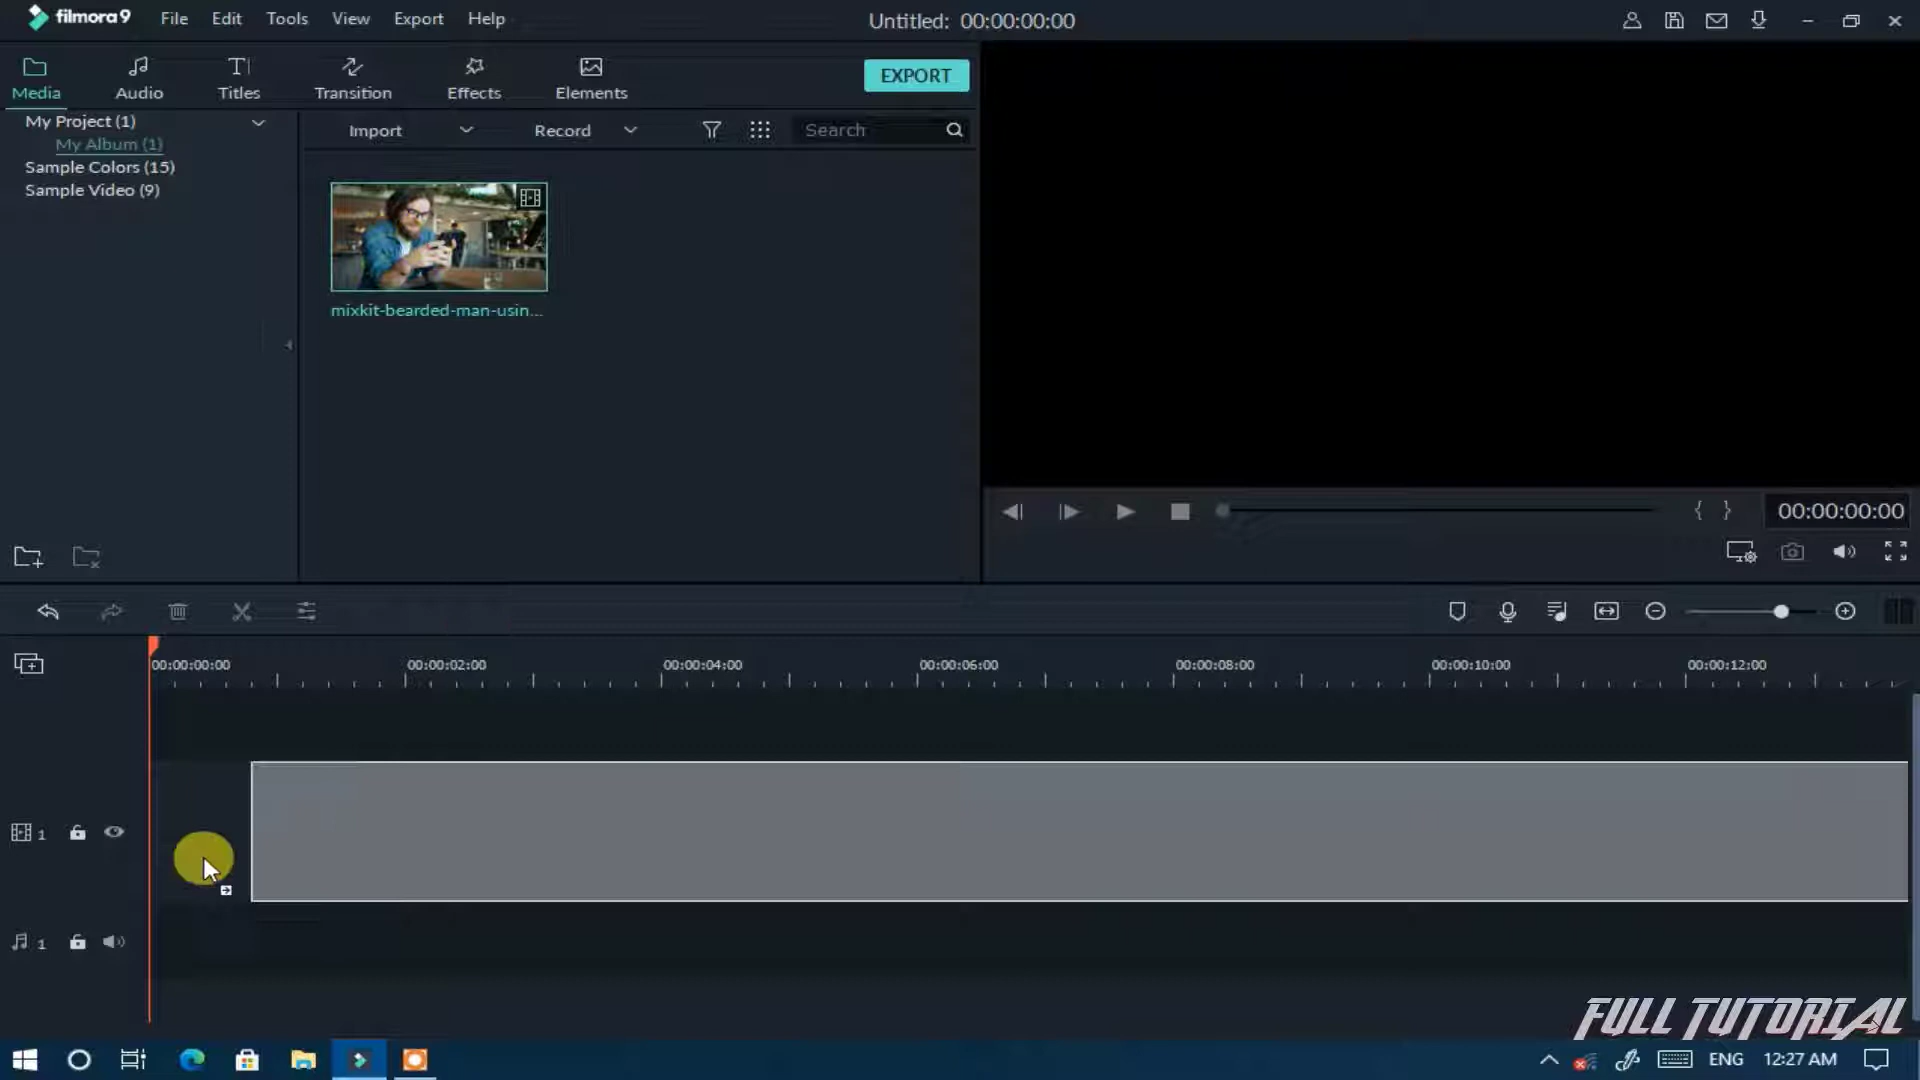 filmora9 File Edit Tools View Export Help Untitled: 00:00:00:00
Media Audio Titles Transition Effects Elements EXPORT
My Project (1)
My Album (1)
Sample Colors (15)
Sample Video (9)
Import Record Search
mixkit-bearded-man-usin...
00:00:00:00
00:00:00:00 00:00:02:00 00:00:04:00 00:00:06:00 00:00:08:00 00:00:10:00 00:00:12:00
1
1
FULL TUTORIAL
ENG 12:27 AM